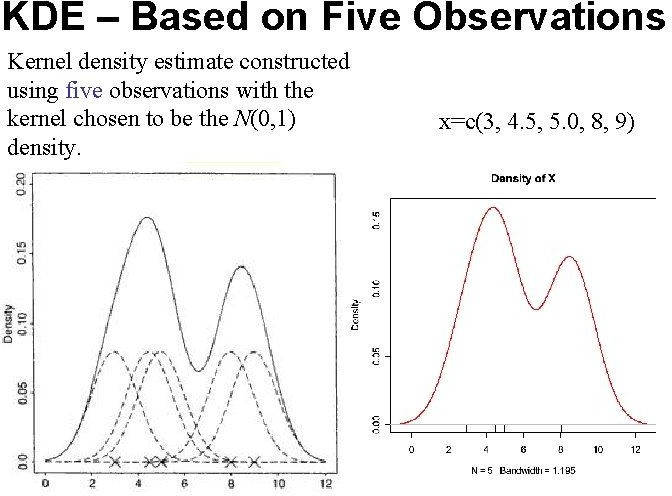 KDE – Based on Five Observations
Kernel density estimate constructed
using five observations with the
kernel chosen to be the N(0,1)
density.
x=c(3, 4.5, 5.0, 8, 9)
Density
0.20
0.15
0.10
0.05
0.0
0 2 4 6 8 10 12
Density of X
Density
0.15
0.10
0.05
0.00
0 2 4 6 8 10 12
N = 5 Bandwidth = 1.195